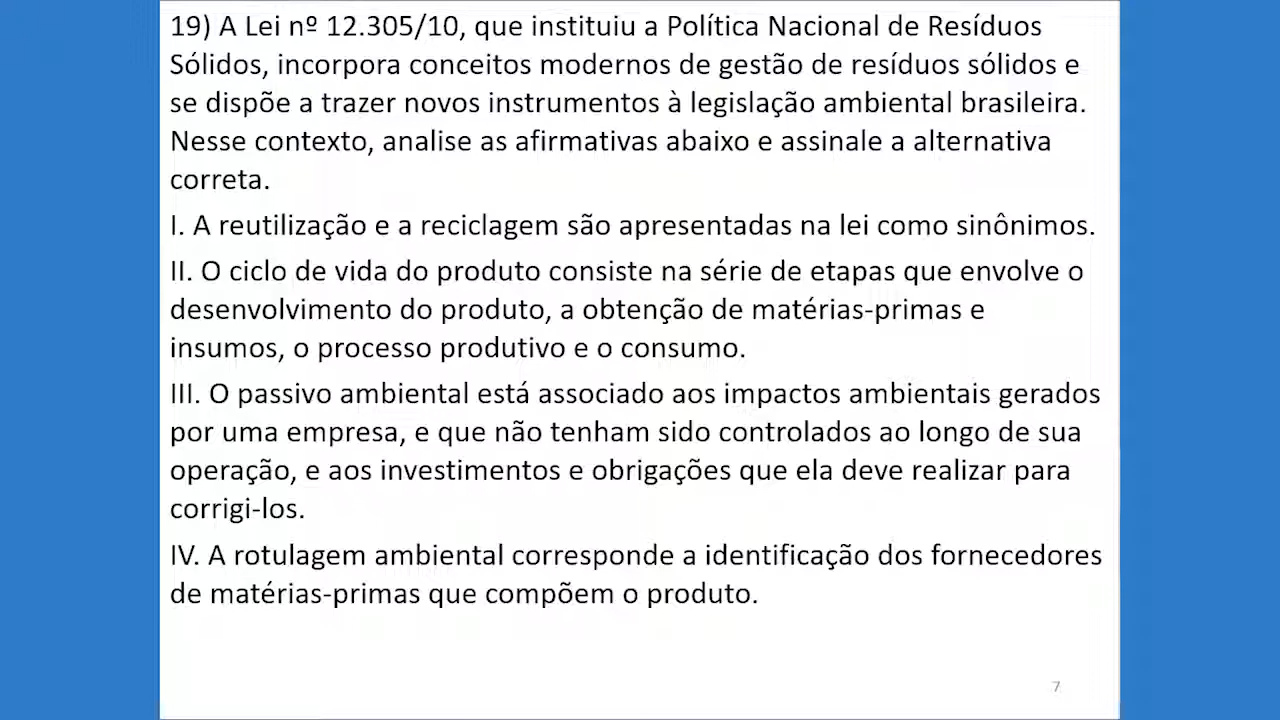 19) A Lei nº 12.305/10, que instituiu a Política Nacional de Resíduos
Sólidos, incorpora conceitos modernos de gestão de resíduos sólidos e
se dispõe a trazer novos instrumentos à legislação ambiental brasileira.
Nesse contexto, analise as afirmativas abaixo e assinale a alternativa
correta.
I. A reutilização e a reciclagem são apresentadas na lei como sinônimos.
II. O ciclo de vida do produto consiste na série de etapas que envolve o
desenvolvimento do produto, a obtenção de matérias-primas e
insumos, o processo produtivo e o consumo.
III. O passivo ambiental está associado aos impactos ambientais gerados
por uma empresa, e que não tenham sido controlados ao longo de sua
operação, e aos investimentos e obrigações que ela deve realizar para
corrigi-los.
IV. A rotulagem ambiental corresponde a identificação dos fornecedores
de matérias-primas que compõem o produto.
7